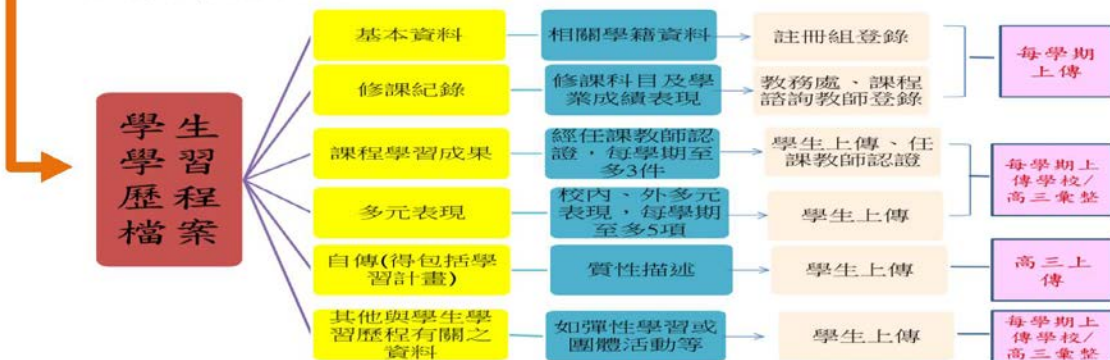 學生
學習
歷程
檔案
基本資料
相關學籍資料
註冊組登錄
每學期
上傳
修課紀錄
修課科目及學
業成績表現
教務處、課程
諮詢教師登錄
課程學習成果
經任課教師認
證，每學期至
多3件
學生上傳、任
課教師認證
每學期上
傳學校/
高三彙整
多元表現
校內、外多元
表現，每學期
至多5項
學生上傳
自傳(得包括學
習計畫)
質性描述
學生上傳
高三上
傳
其他與學生學
習歷程有關之
資料
如彈性學習或
團體活動等
學生上傳
每學期上
傳學校/
高三彙整